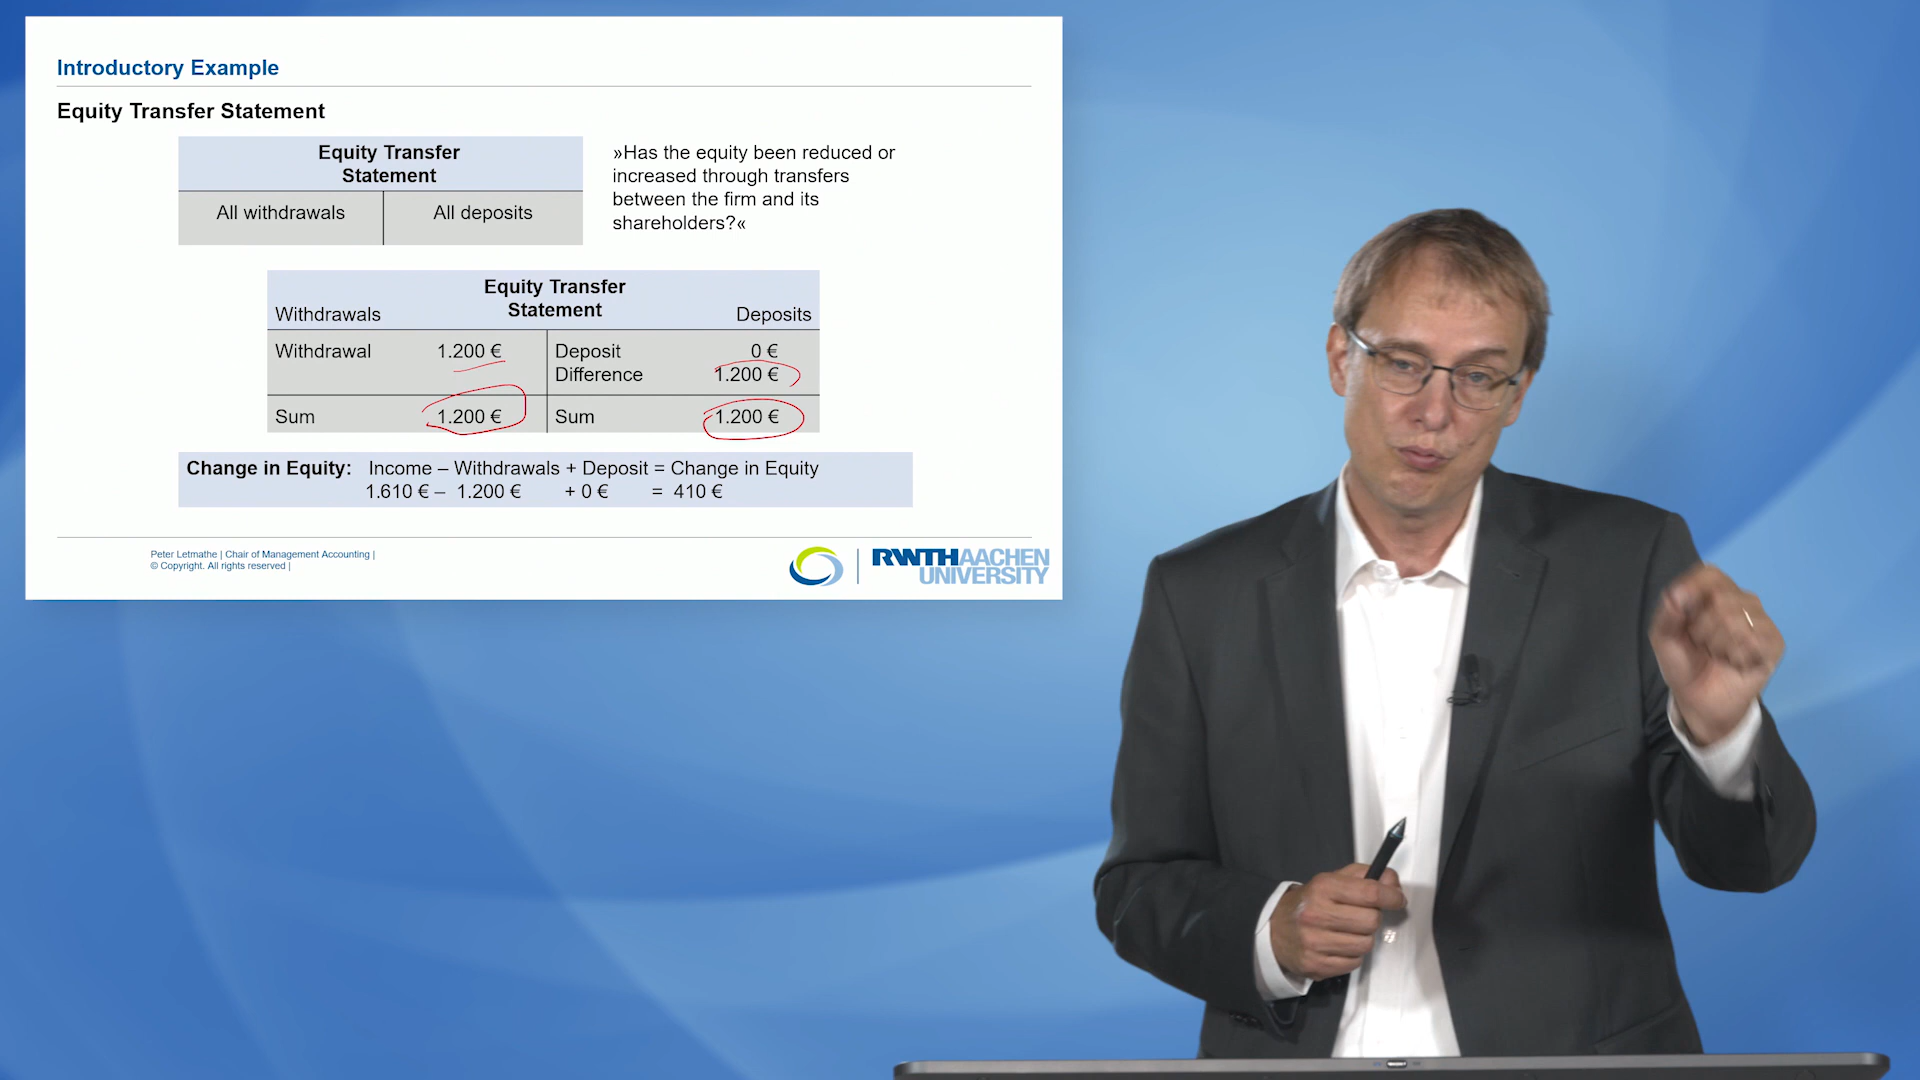 Introductory Example
Equity Transfer Statement
Equity Transfer
Statement
All withdrawals All deposits
»Has the equity been reduced or
increased through transfers
between the firm and its
shareholders?«
Equity Transfer
Statement
Withdrawals Deposits
Withdrawal 1.200 € Deposit 0 €
Difference 1.200 €
Sum 1.200 € Sum 1.200 €
Change in Equity: Income – Withdrawals + Deposit = Change in Equity
1.610 € – 1.200 € + 0 € = 410 €
Peter Letmathe | Chair of Management Accounting |
© Copyright. All rights reserved |
RWTH AACHEN
UNIVERSITY